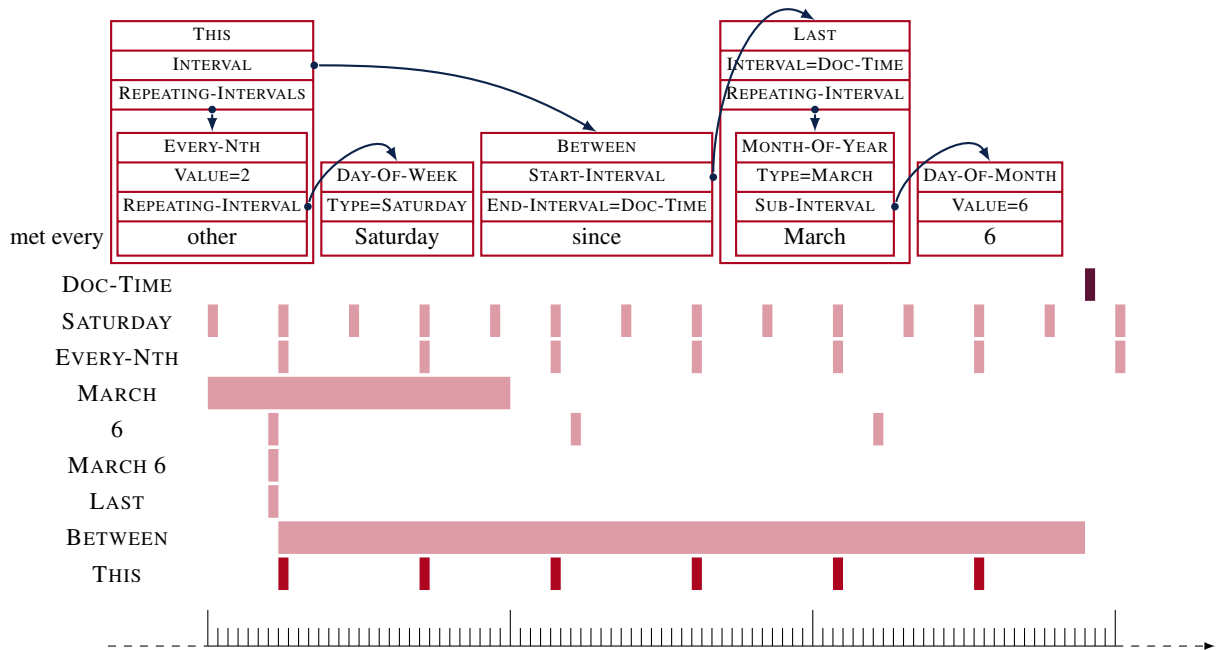 THIS
INTERVAL
REPEATING-INTERVALS
EVERY-NTH
VALUE=2
REPEATING-INTERVAL
DAY-OF-WEEK
TYPE=SATURDAY
BETWEEN
START-INTERVAL
END-INTERVAL=DOC-TIME
LAST
INTERVAL=DOC-TIME
REPEATING-INTERVAL
MONTH-OF-YEAR
TYPE=MARCH
SUB-INTERVAL
DAY-OF-MONTH
VALUE=6
met every other Saturday since March 6
DOC-TIME
SATURDAY
EVERY-NTH
MARCH
6
MARCH 6
LAST
BETWEEN
THIS